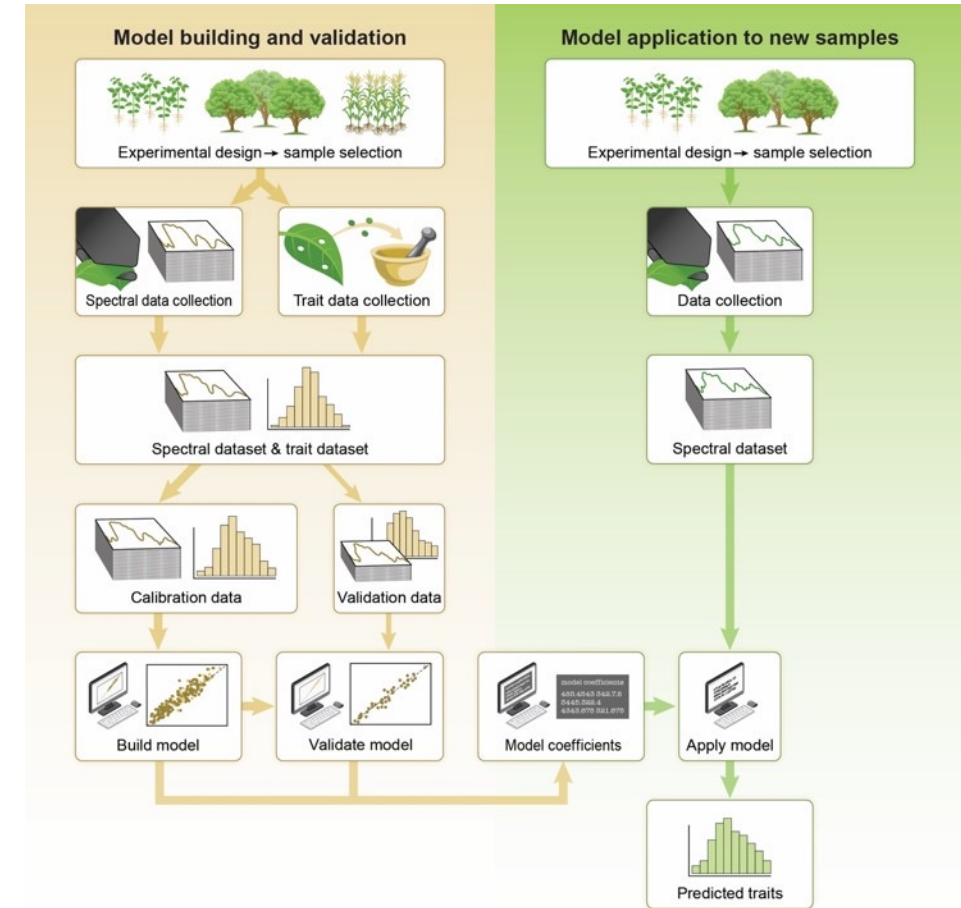 Model building and validation
Experimental design → sample selection
Spectral data collection
Trait data collection
Spectral dataset & trait dataset
Calibration data
Validation data
Build model
Validate model
Model application to new samples
Experimental design → sample selection
Data collection
Spectral dataset
model coefficients
Model coefficients
Apply model
Predicted traits